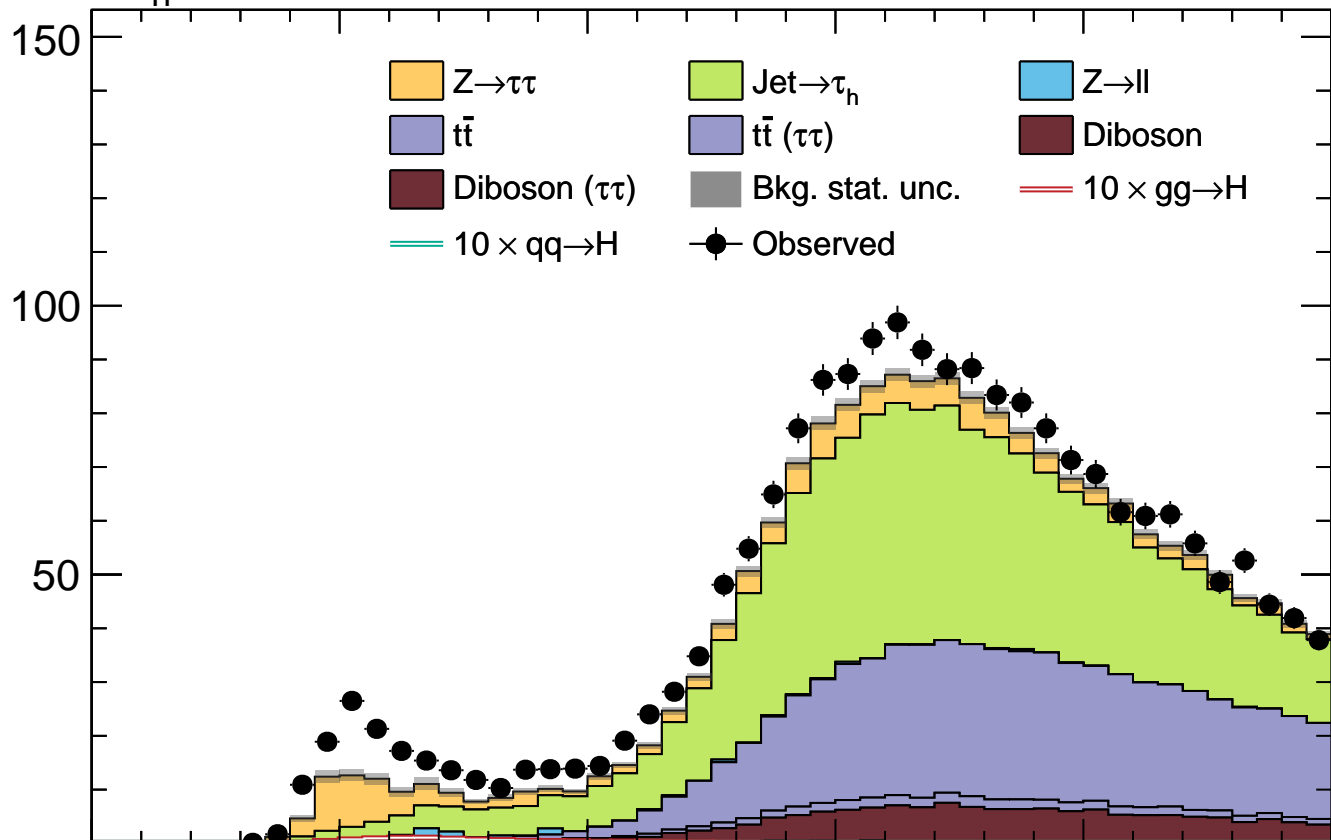 150
Z→ττ Jet→τh Z→ll
tt̄ tt̄ (ττ) Diboson
Diboson (ττ) Bkg. stat. unc. 10 × gg→H
10 × qq→H Observed
100
50